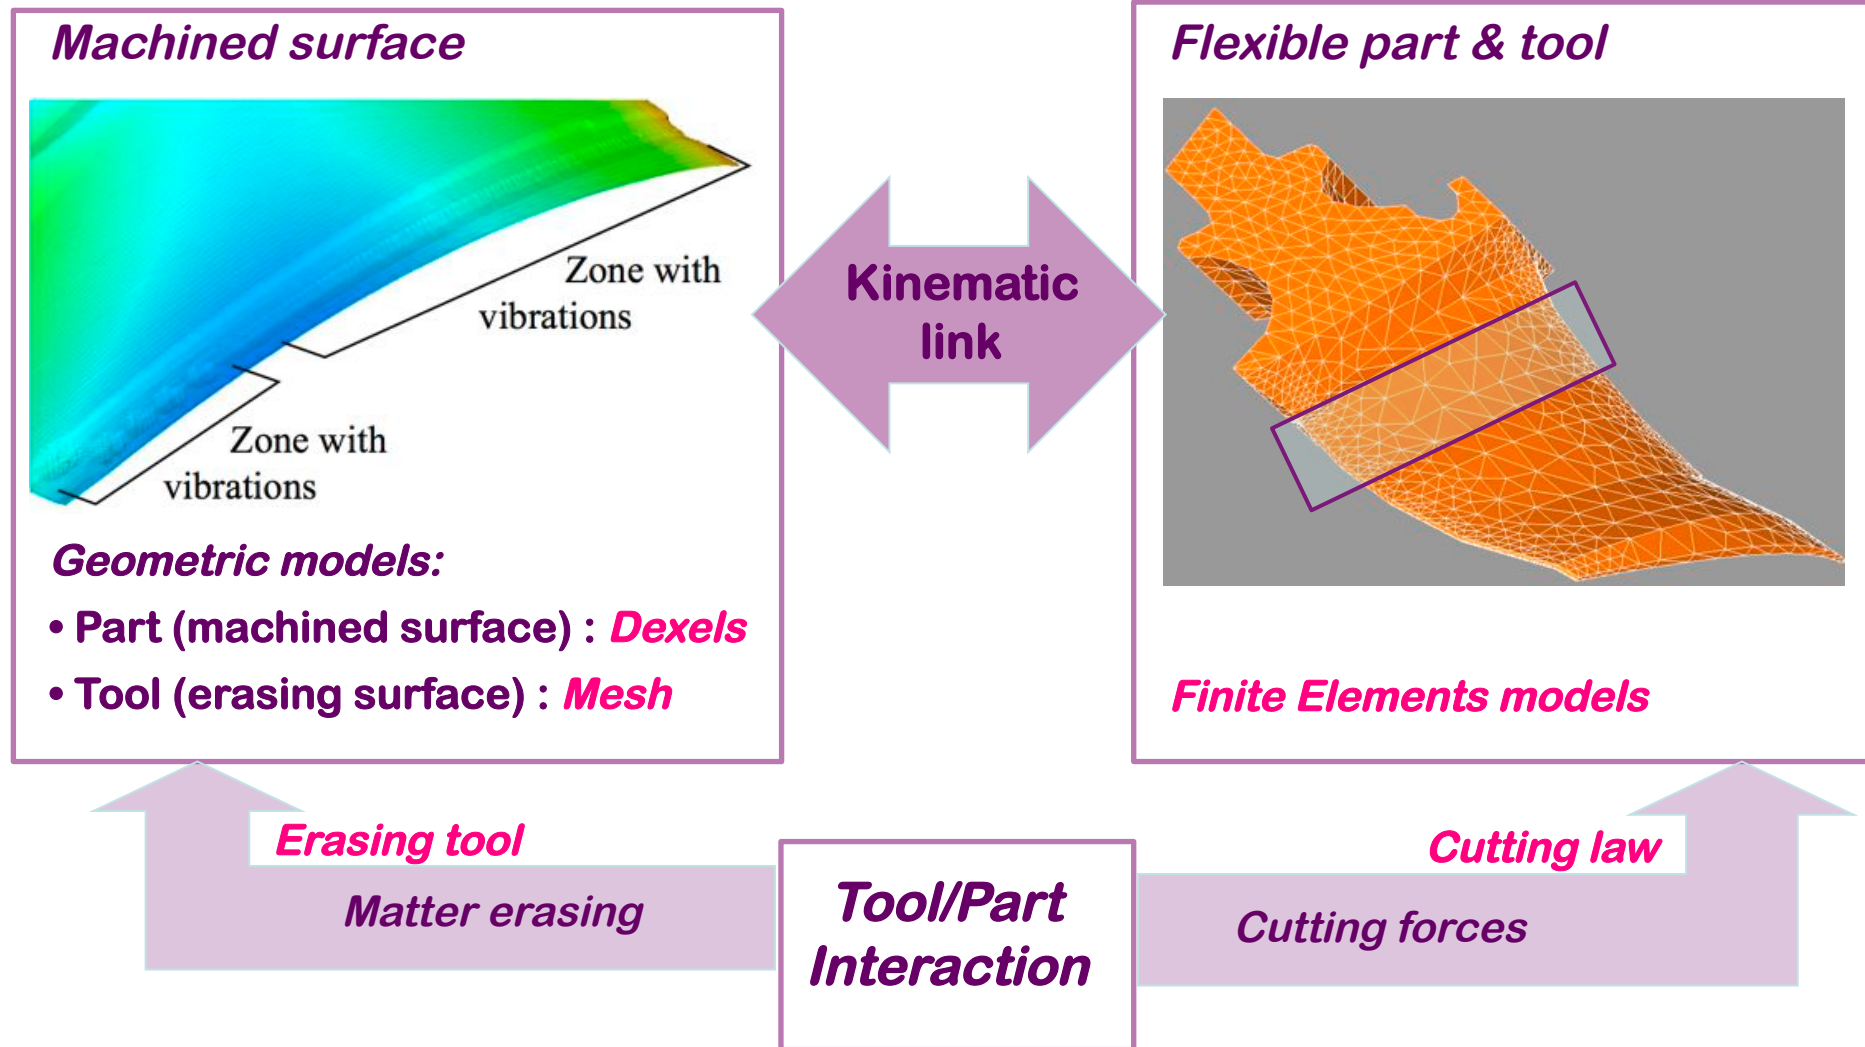 Machined surface
Zone with
vibrations
Zone with
vibrations
Geometric models:
• Part (machined surface) : Dexels
• Tool (erasing surface) : Mesh
Kinematic
link
Flexible part & tool
Finite Elements models
Erasing tool
Matter erasing
Tool/Part
Interaction
Cutting law
Cutting forces